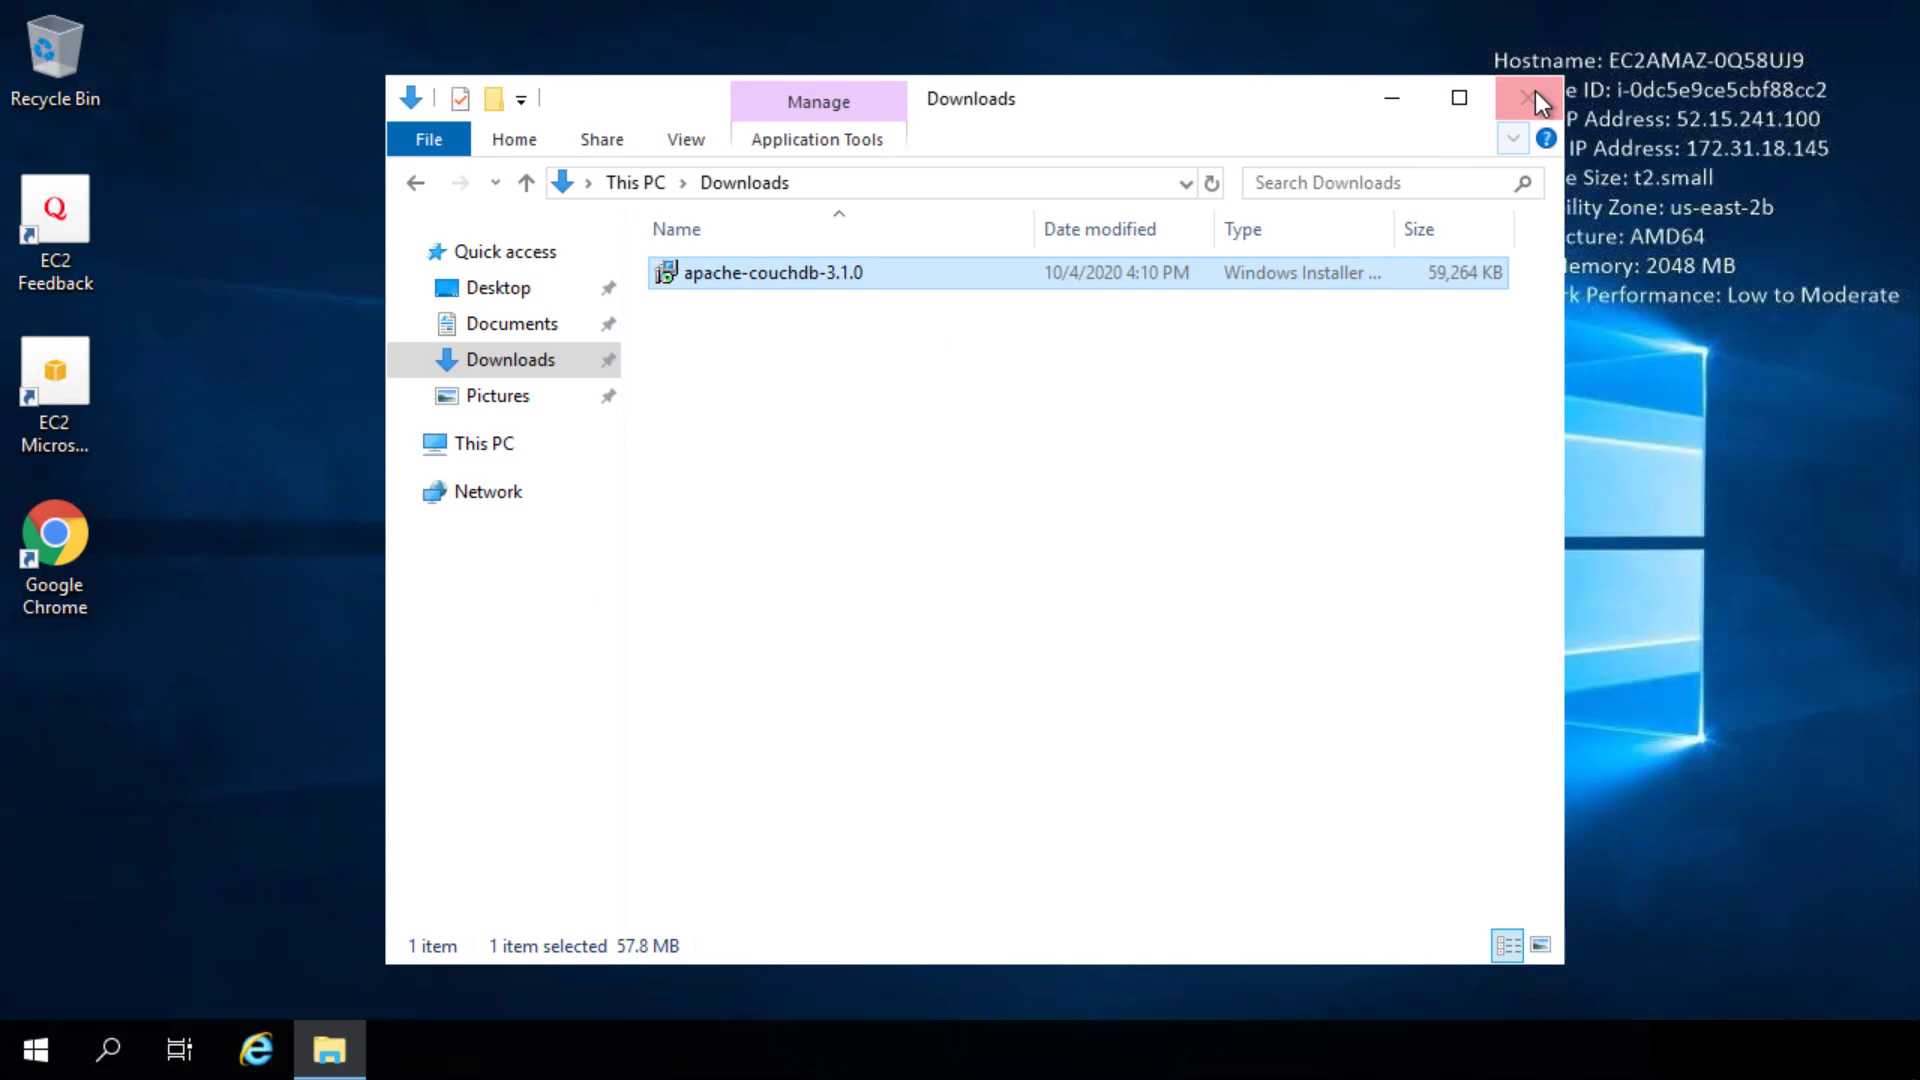 Recycle Bin
EC2
Feedback
EC2
Micros...
Google
Chrome
Hostname: EC2AMAZ-0Q58UJ9
e ID: i-0dc5e9ce5cbf88cc2
P Address: 52.15.241.100
IP Address: 172.31.18.145
e Size: t2.small
ility Zone: us-east-2b
cture: AMD64
emory: 2048 MB
k Performance: Low to Moderate
Manage
Downloads
File
Home
Share
View
Application Tools
This PC
Downloads
Search Downloads
Name
Date modified
Type
Size
apache-couchdb-3.1.0
10/4/2020 4:10 PM
Windows Installer ...
59,264 KB
Quick access
Desktop
Documents
Downloads
Pictures
This PC
Network
1 item
1 item selected 57.8 MB